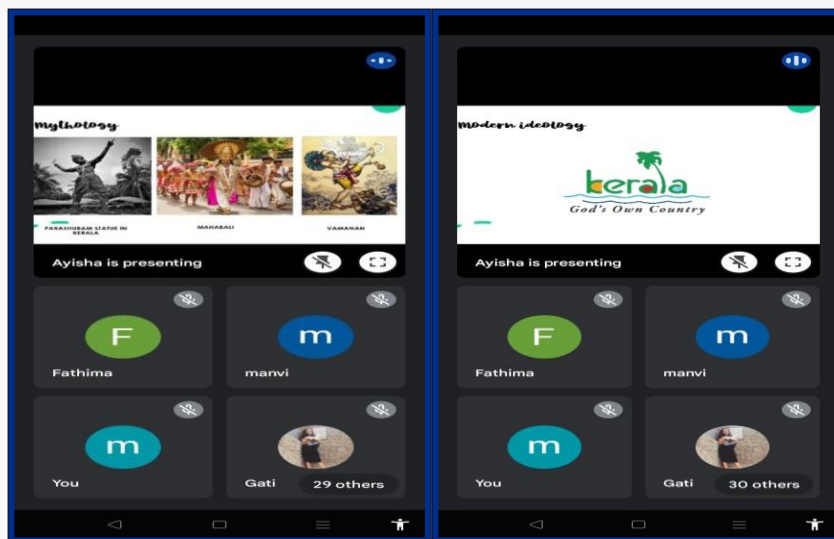 Mythology
PARASHURAM STATUE IN
KERALA
MAHABALI
VAMANAN
Ayisha is presenting
F
Fathima
m
manvi
m
You
Gati
29 others
Modern ideology
kerala
God's Own Country
Ayisha is presenting
F
Fathima
m
manvi
m
You
Gati
30 others